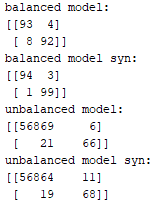 balanced model:
[[93  4]
 [ 8 92]]
balanced model syn:
[[94  3]
 [ 1 99]]
unbalanced model:
[[56869     6]
 [   21    66]]
unbalanced model syn:
[[56864    11]
 [   19    68]]